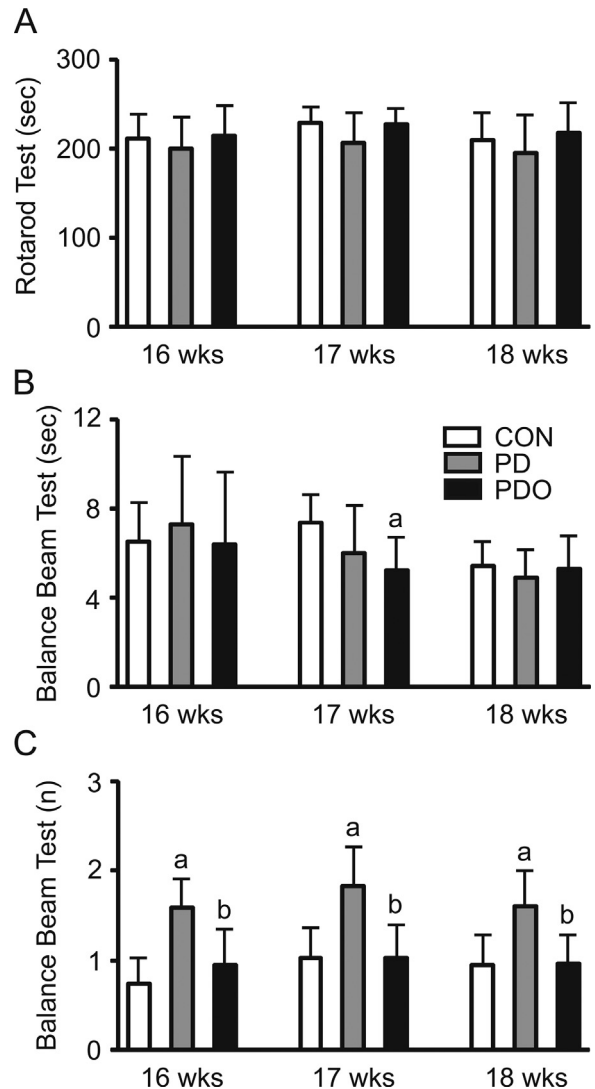 A
Rotarod Test (sec)
300
200
100
0
16 wks 17 wks 18 wks
B
Balance Beam Test (sec)
12
8
4
0
CON
PD
PDO
a
16 wks 17 wks 18 wks
C
Balance Beam Test (n)
3
2
1
0
a b a b a b
16 wks 17 wks 18 wks